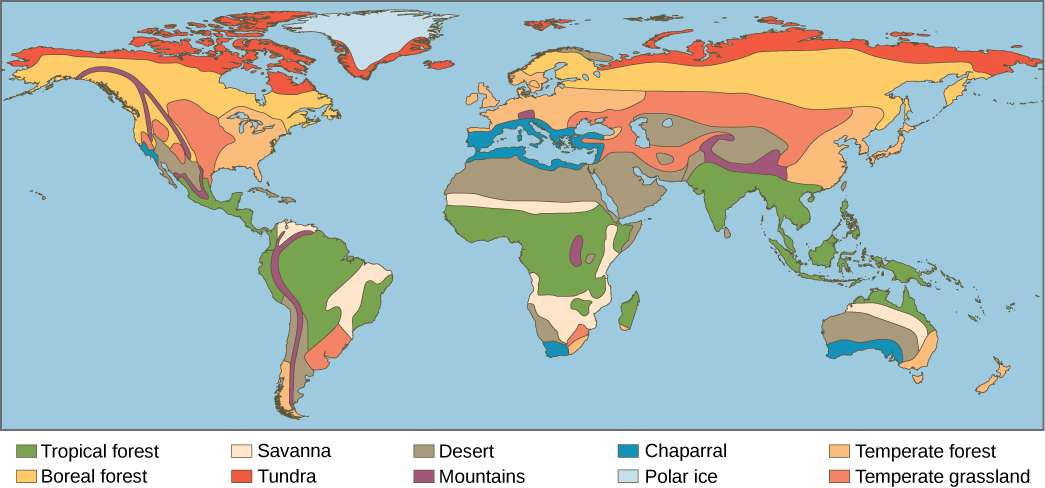 Tropical forest Savanna Desert Chaparral Temperate forest
Boreal forest Tundra Mountains Polar ice Temperate grassland